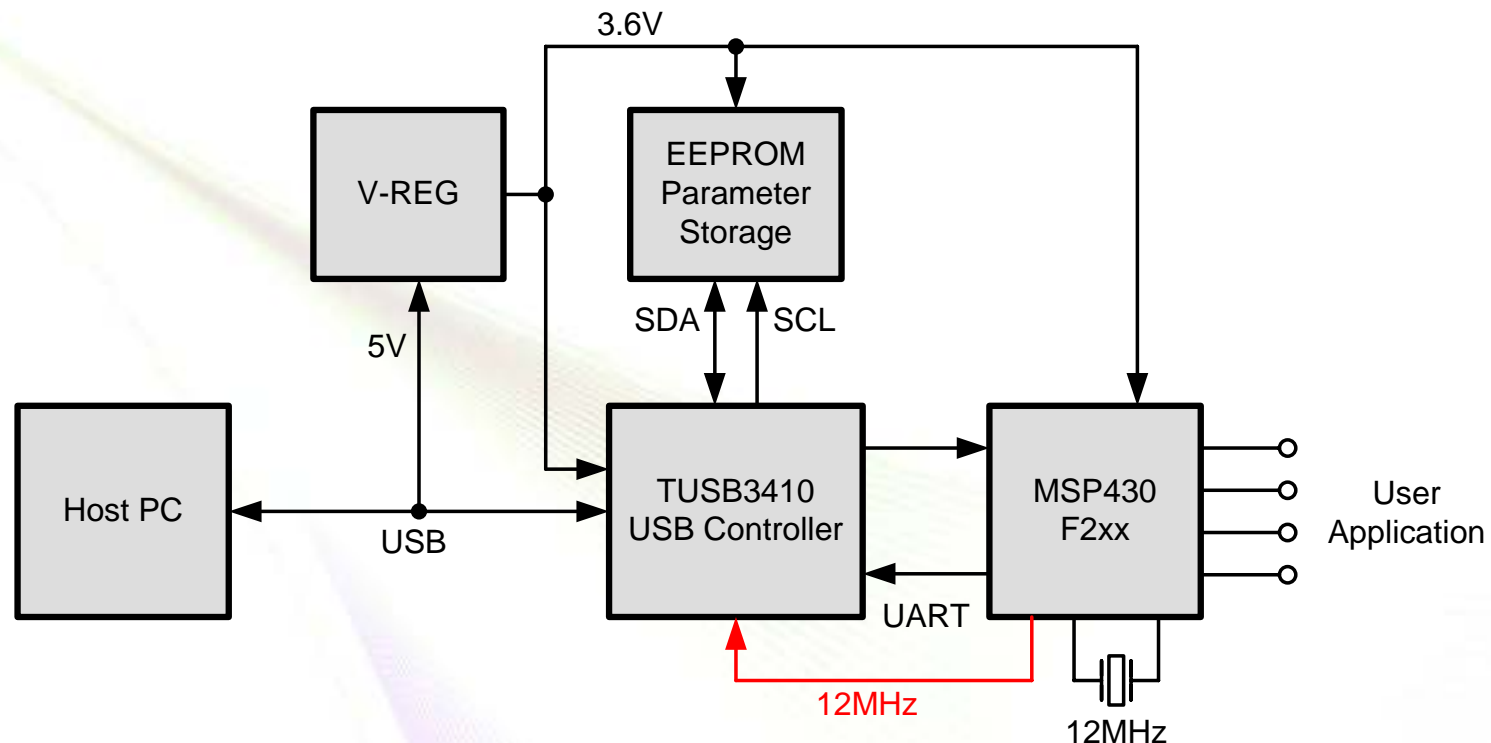 3.6V
V-REG
EEPROM
Parameter
Storage
SDA
SCL
5V
Host PC
USB
TUSB3410
USB Controller
MSP430
F2xx
User
Application
UART
12MHz
12MHz